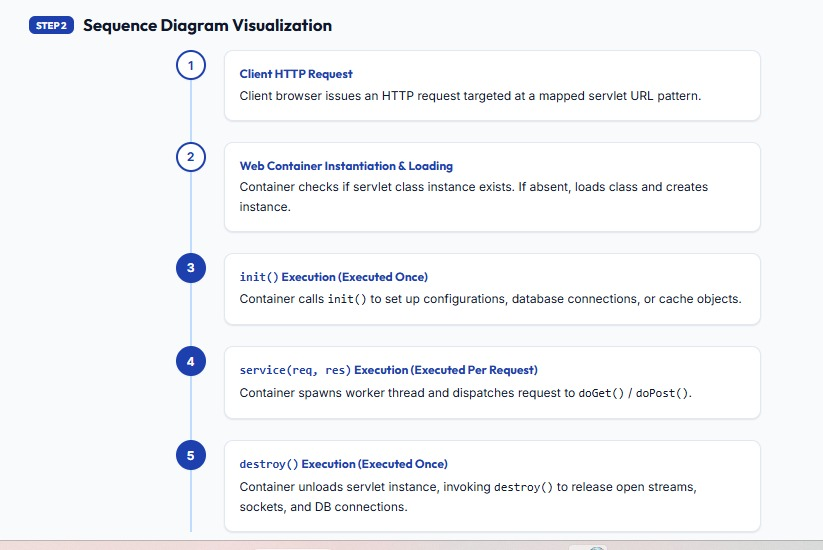 STEP 2 Sequence Diagram Visualization
1
Client HTTP Request
Client browser issues an HTTP request targeted at a mapped servlet URL pattern.
2
Web Container Instantiation & Loading
Container checks if servlet class instance exists. If absent, loads class and creates
instance.
3
init() Execution (Executed Once)
Container calls init() to set up configurations, database connections, or cache objects.
4
service(req, res) Execution (Executed Per Request)
Container spawns worker thread and dispatches request to doGet() / doPost().
5
destroy() Execution (Executed Once)
Container unloads servlet instance, invoking destroy() to release open streams,
sockets, and DB connections.